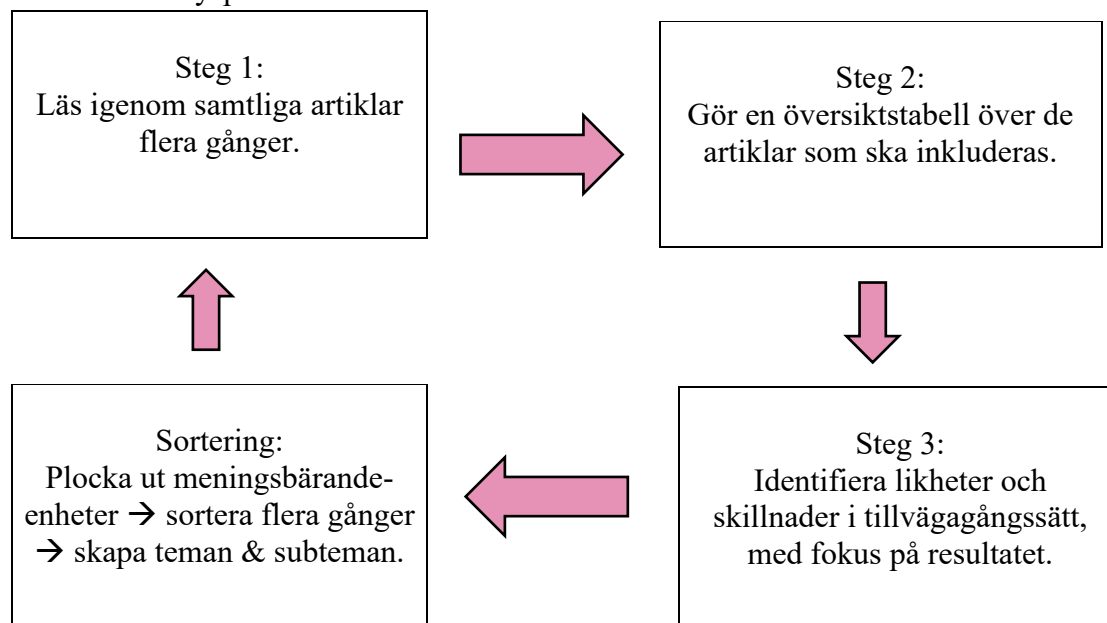 Steg 1:
Läs igenom samtliga artiklar
flera gånger.
Steg 2:
Gör en översiktstabell över de
artiklar som ska inkluderas.
Steg 3:
Identifiera likheter och
skillnader i tillvägagångssätt,
med fokus på resultatet.
Sortering:
Plocka ut meningsbärande-
enheter → sortera flera gånger
→ skapa teman & subteman.